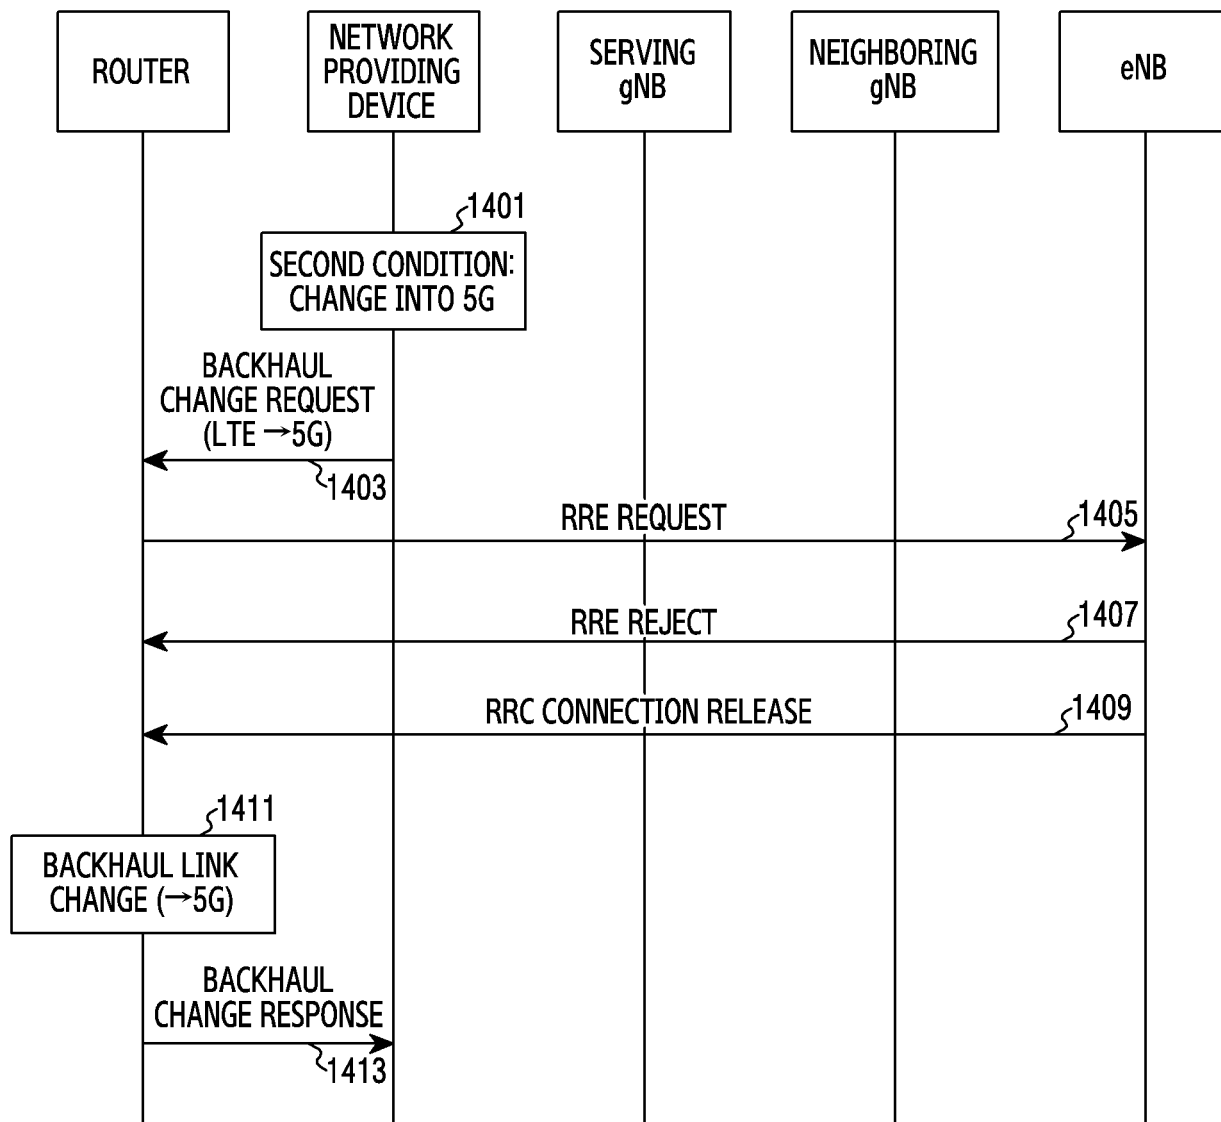 ROUTER
NETWORK
PROVIDING
DEVICE
SERVING
gNB
NEIGHBORING
gNB
eNB
1401
SECOND CONDITION:
CHANGE INTO 5G
BACKHAUL
CHANGE REQUEST
(LTE →5G)
1403
RRE REQUEST
1405
RRE REJECT
1407
RRC CONNECTION RELEASE
1409
1411
BACKHAUL LINK
CHANGE (→5G)
BACKHAUL
CHANGE RESPONSE
1413